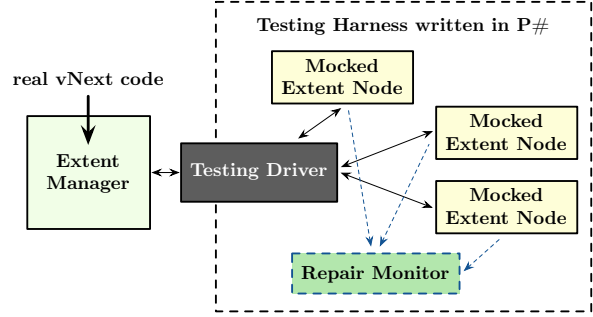 Testing Harness written in P#
Mocked
Extent Node
real vNext code
Mocked
Extent Node
Extent
Manager
Testing Driver
Mocked
Extent Node
Repair Monitor